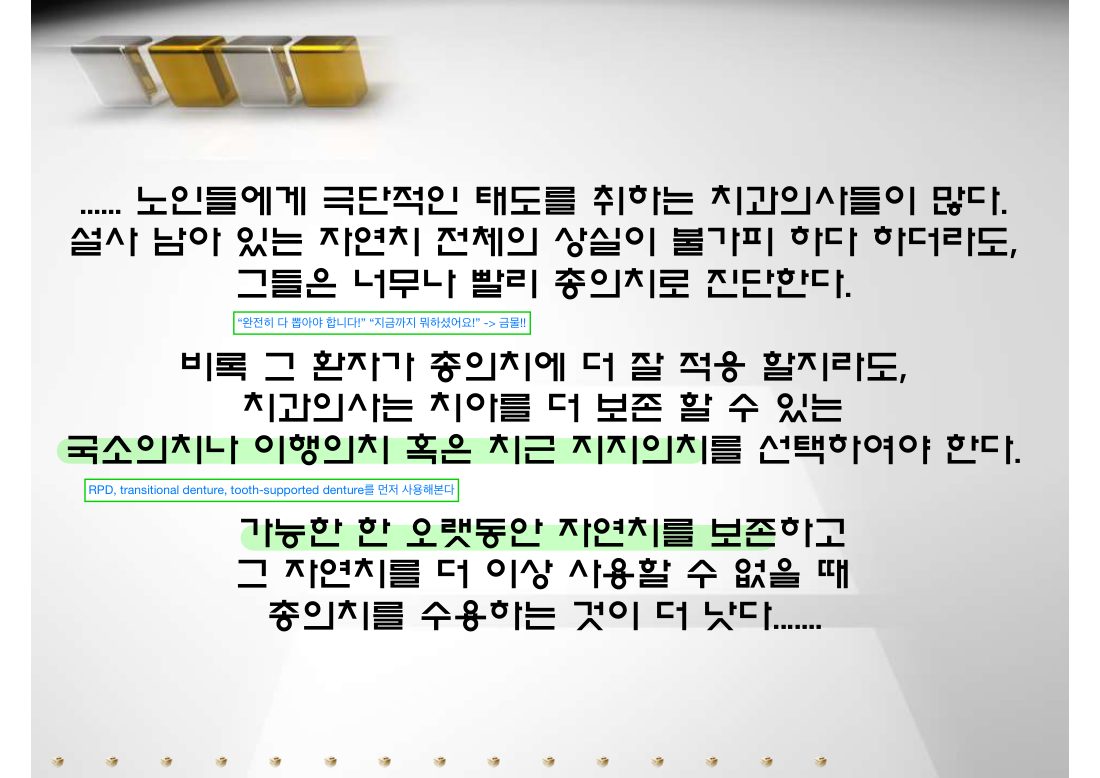 ...... 노인들에게 극단적인 태도를 취하는 치과의사들이 많다.
설사 남아 있는 자연치 전체의 상실이 불가피 하다 하더라도,
그들은 너무나 빨리 총의치로 진단한다.
“완전히 다 뽑아야 합니다!” “지금까지 뭐하셨어요!” -> 금물!!
비록 그 환자가 총의치에 더 잘 적응 할지라도,
치과의사는 치아를 더 보존 할 수 있는
국소의치나 이행의치 혹은 치근 지지의치를 선택하여야 한다.
RPD, transitional denture, tooth-supported denture를 먼저 사용해본다
가능한 한 오랫동안 자연치를 보존하고
그 자연치를 더 이상 사용할 수 없을 때
총의치를 수용하는 것이 더 낫다.......